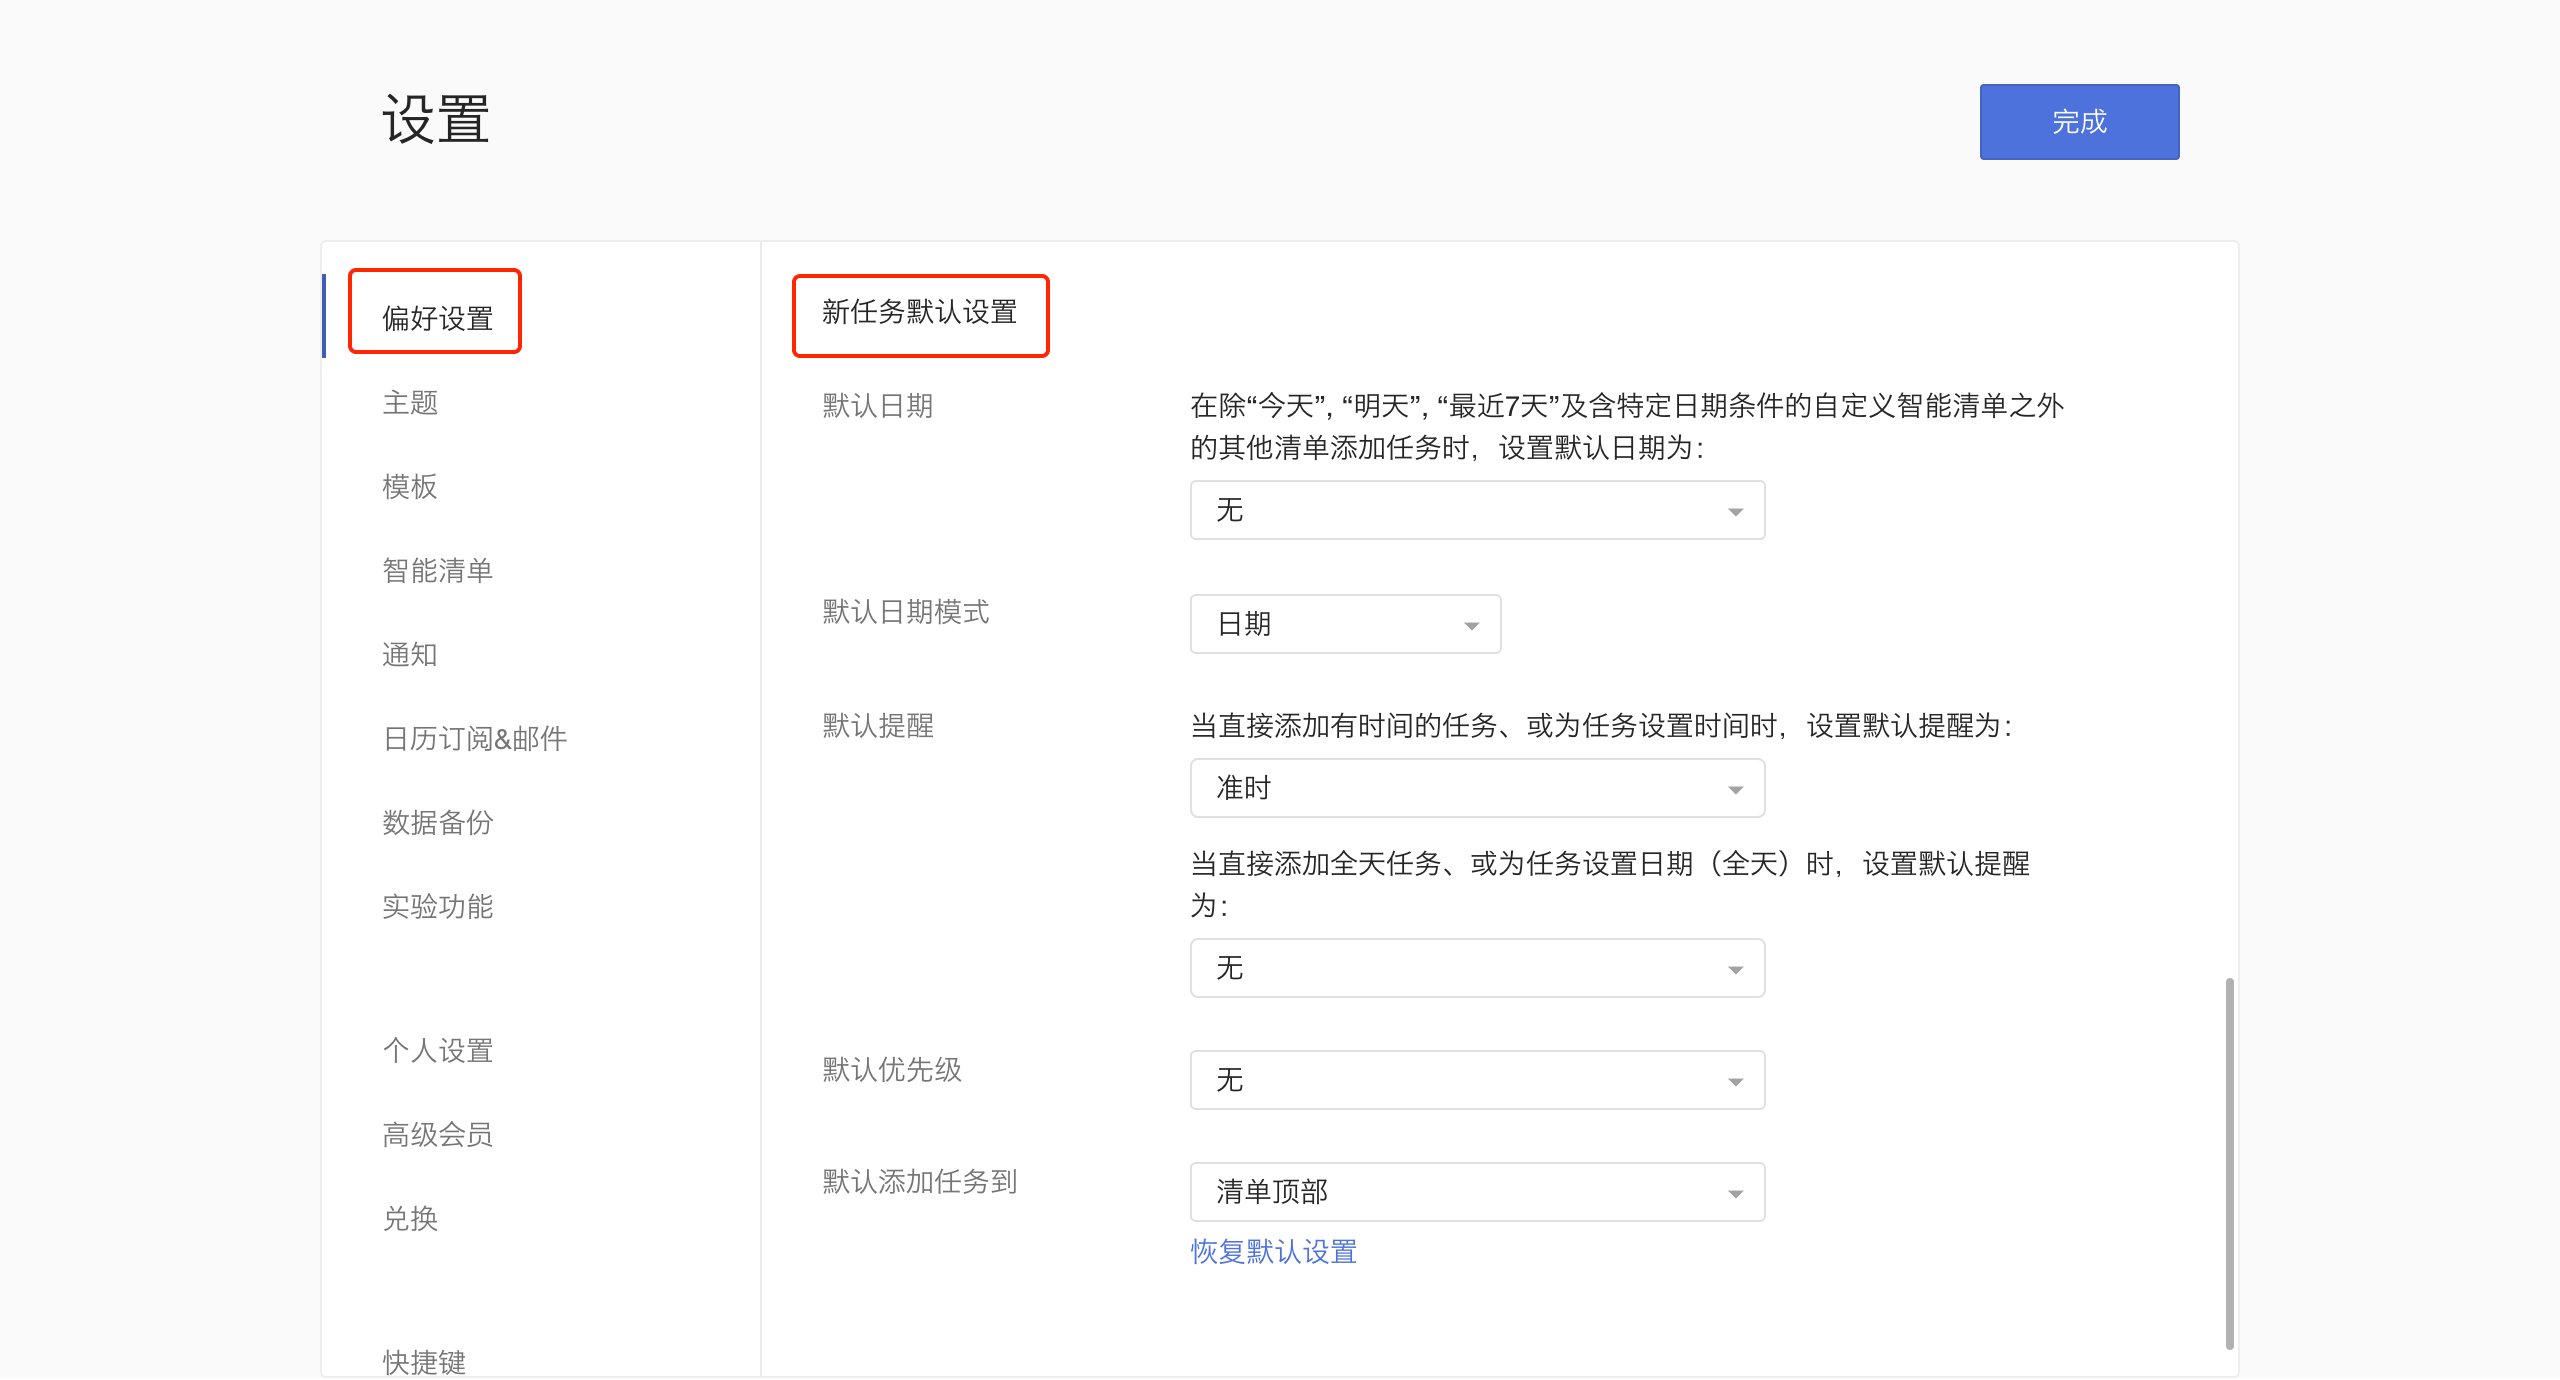 设置
完成
偏好设置
主题
模板
智能清单
通知
日历订阅&邮件
数据备份
实验功能
个人设置
高级会员
兑换
快捷键
新任务默认设置
默认日期
在除“今天”, “明天”, “最近7天”及含特定日期条件的自定义智能清单之外
的其他清单添加任务时，设置默认日期为：
无
默认日期模式
日期
默认提醒
当直接添加有时间的任务、或为任务设置时间时，设置默认提醒为：
准时
当直接添加全天任务、或为任务设置日期（全天）时，设置默认提醒
为：
无
默认优先级
无
默认添加任务到
清单顶部
恢复默认设置